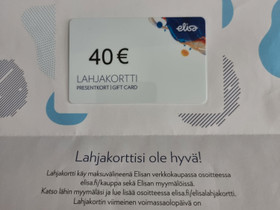 elisa
40 €
LAHJAKORTTI
PRESENTKORT | GIFT CARD
Lahjakorttisi ole hyvä!
Lahjakortti käy maksuvälineenä Elisan verkkokaupassa osoitteessa
elisa.fi/kauppa sekä Elisan myymälöissä.
Katso lähin myymäläsi ja lue lisää osoitteessa elisa.fi/elisalahjakortti.
Lahjakortin viimeinen voimassaolopäivä on